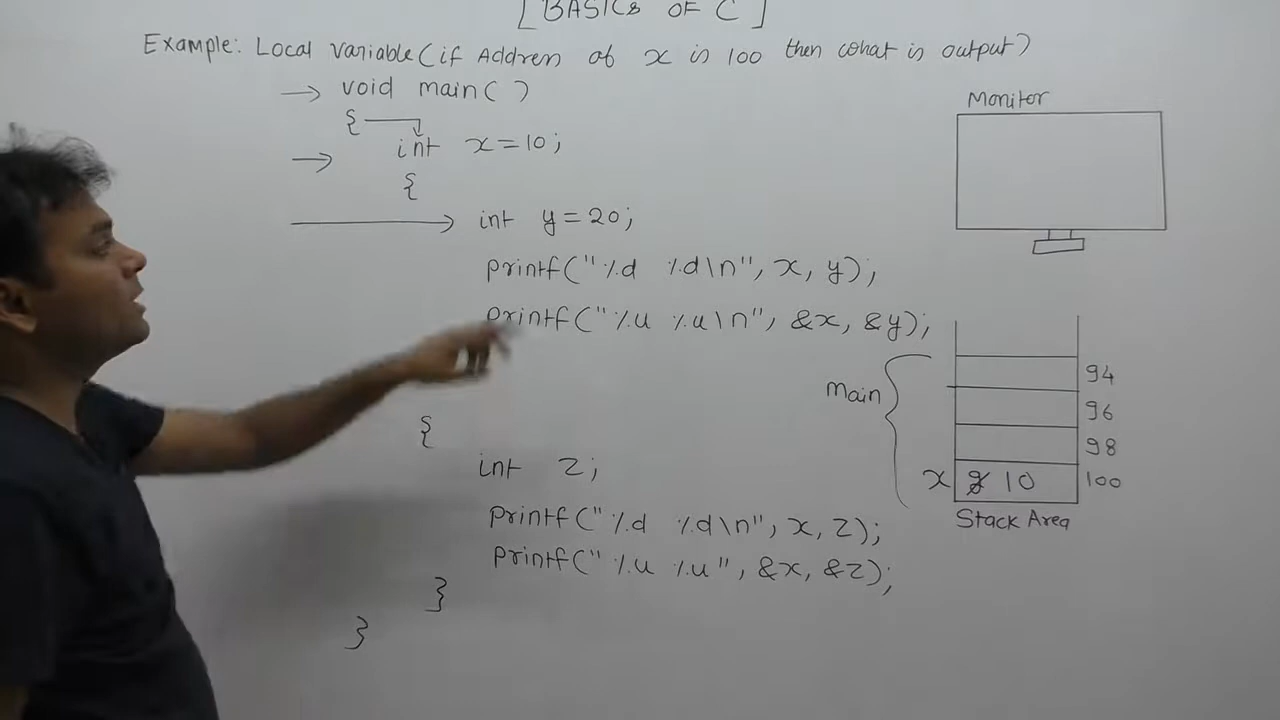 [BASICS OF C]
Example: Local variable (if Address of x is 100 then what is output)
→ void main( )
{
→ int x = 10;
{
→ int y = 20;
printf("%d %d\n", x, y);
printf("%u %u\n", &x, &y);
{
int z;
printf("%d %d\n", x, z);
printf("%u %u", &x, &z);
}
}
Monitor
Main
94
96
98
x 10 100
Stack Area